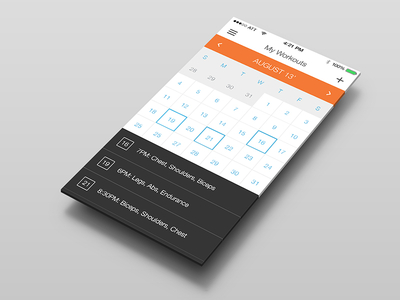 ATT 4:21 PM 100%
My Workouts
AUGUST 13'
S M T W T F S
28 29 30 31 1 2 3
4 5 6 7 8 9 10
11 12 13 14 15 16 17
18 19 20 21 22 23 24
25 26 27 28 29 30 31
16 7PM: Chest, Shoulders, Biceps
19 6PM: Legs, Abs, Endurance
21 8:30PM: Biceps, Shoulders, Chest